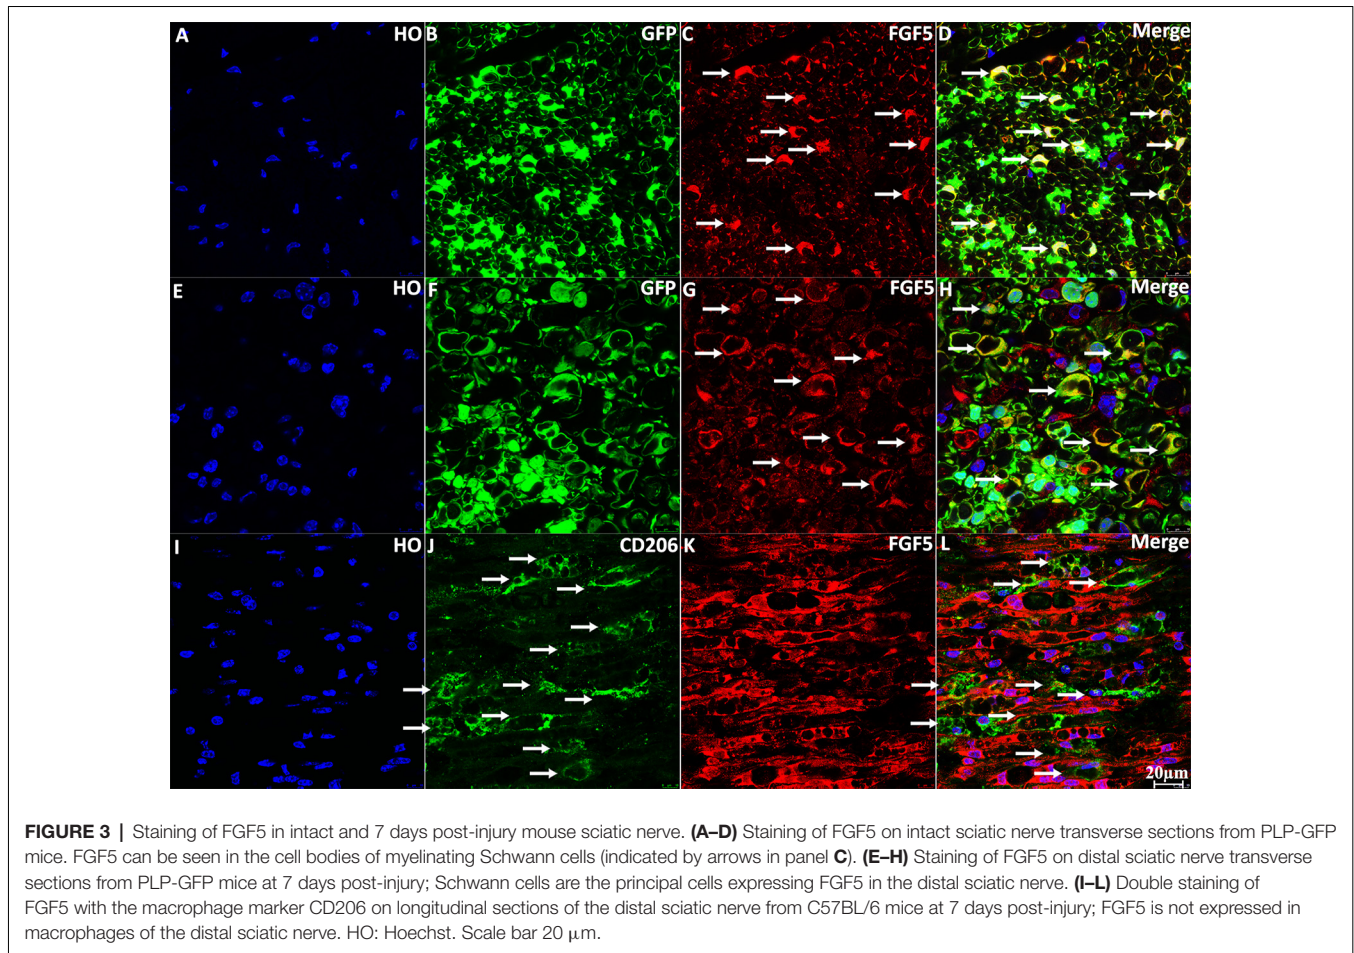 A HO B GFP C FGF5 D Merge
E HO F GFP G FGF5 H Merge
I HO J CD206 K FGF5 L Merge
20μm
FIGURE 3 | Staining of FGF5 in intact and 7 days post-injury mouse sciatic nerve. (A–D) Staining of FGF5 on intact sciatic nerve transverse sections from PLP-GFP
mice. FGF5 can be seen in the cell bodies of myelinating Schwann cells (indicated by arrows in panel C). (E–H) Staining of FGF5 on distal sciatic nerve transverse
sections from PLP-GFP mice at 7 days post-injury; Schwann cells are the principal cells expressing FGF5 in the distal sciatic nerve. (I–L) Double staining of
FGF5 with the macrophage marker CD206 on longitudinal sections of the distal sciatic nerve from C57BL/6 mice at 7 days post-injury; FGF5 is not expressed in
macrophages of the distal sciatic nerve. HO: Hoechst. Scale bar 20 μm.